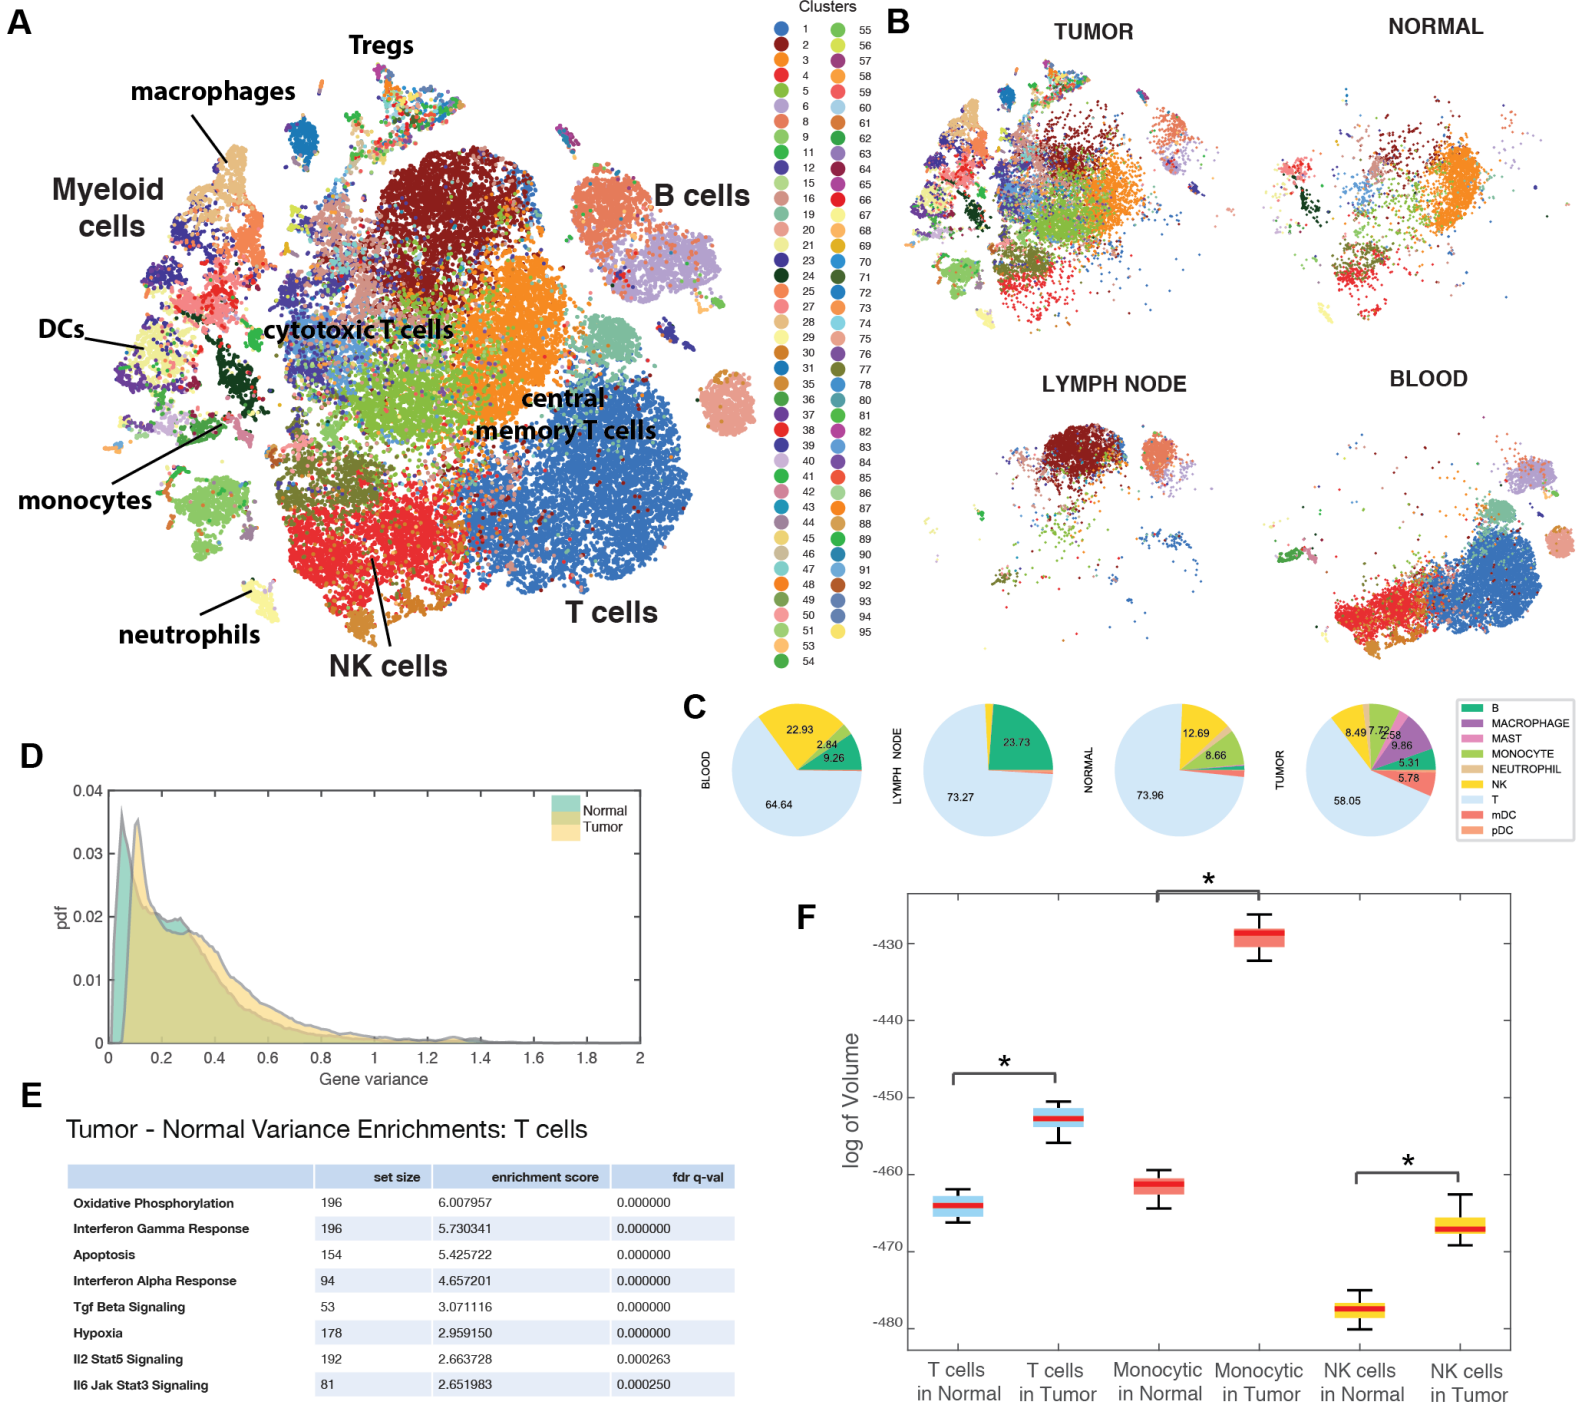 A
Tregs
macrophages
Myeloid
cells
B cells
DCs
cytotoxic T cells
central
memory T cells
monocytes
neutrophils
T cells
NK cells
Clusters
1
2
3
4
5
6
8
9
11
12
15
16
19
20
21
23
24
25
27
28
29
30
31
35
36
37
38
39
40
41
42
43
44
45
46
47
48
49
50
51
53
54
55
56
57
58
59
60
61
62
63
64
65
66
67
68
69
70
71
72
73
74
75
76
77
78
80
81
82
83
84
85
86
87
88
89
90
91
92
93
94
95
B
TUMOR
NORMAL
LYMPH NODE
BLOOD
C
BLOOD
22.93
2.84
9.26
64.64
LYMPH NODE
23.73
73.27
NORMAL
12.69
8.66
73.96
TUMOR
8.49
7.72
2.58
9.86
5.31
5.78
58.05
B
MACROPHAGE
MAST
MONOCYTE
NEUTROPHIL
NK
T
mDC
pDC
D
0.04
0.03
0.02
0.01
0
pdf
Normal
Tumor
0 0.2 0.4 0.6 0.8 1 1.2 1.4 1.6 1.8 2
Gene variance
E
Tumor - Normal Variance Enrichments: T cells
set size enrichment score fdr q-val
Oxidative Phosphorylation 196 6.007957 0.000000
Interferon Gamma Response 196 5.730341 0.000000
Apoptosis 154 5.425722 0.000000
Interferon Alpha Response 94 4.657201 0.000000
Tgf Beta Signaling 53 3.071116 0.000000
Hypoxia 178 2.959150 0.000000
Il2 Stat5 Signaling 192 2.663728 0.000263
Il6 Jak Stat3 Signaling 81 2.651983 0.000250
F
log of Volume
-430
-440
-450
-460
-470
-480
*
*
*
T cells
in Normal
T cells
in Tumor
Monocytic
in Normal
Monocytic
in Tumor
NK cells
in Normal
NK cells
in Tumor